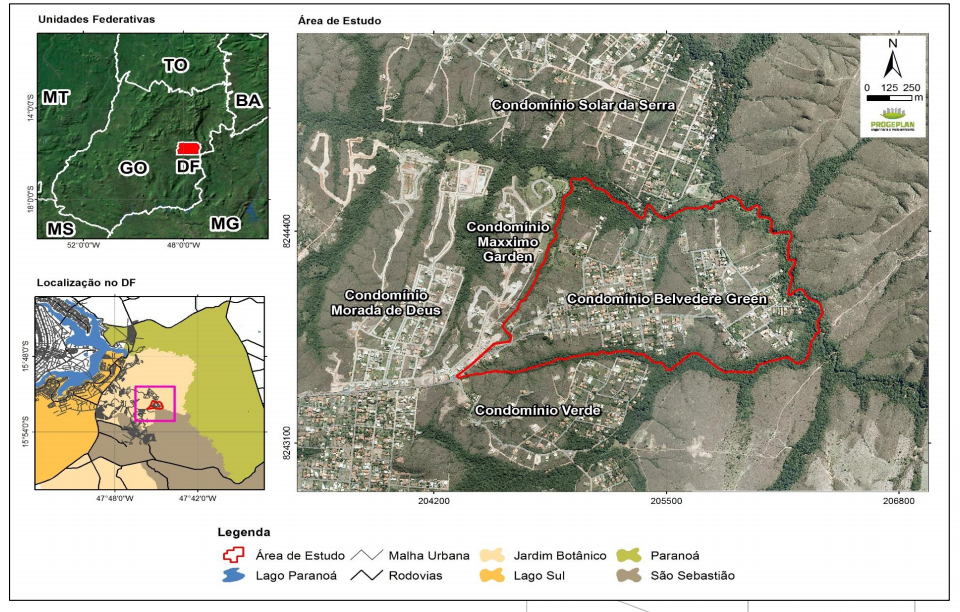 Unidades Federativas
TO
MT
BA
GO
DF
MS
MG
14°0'0"S
18°0'0"S
52°0'0"W
48°0'0"W
Localização no DF
15°48'0"S
15°54'0"S
47°48'0"W
47°42'0"W
Área de Estudo
N
0 125 250
m
PROGEPLAN
Condomínio Solar da Serra
Condomínio
Maxximo
Garden
Condomínio
Morada de Deus
Condomínio Belvedere Green
Condomínio Verde
8244400
8243100
204200
205500
206800
Legenda
Área de Estudo
Malha Urbana
Jardim Botânico
Paranoá
Lago Paranoá
Rodovias
Lago Sul
São Sebastião